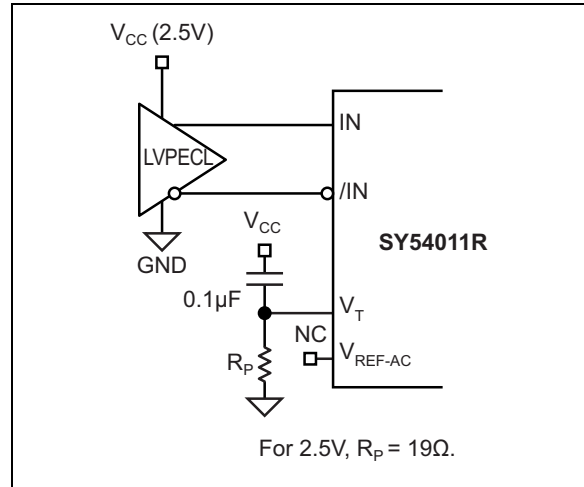 V_CC (2.5V)
LVPECL
IN
/IN
GND
V_CC
SY54011R
0.1µF
V_T
NC
R_P
V_REF-AC
For 2.5V, R_P = 19Ω.